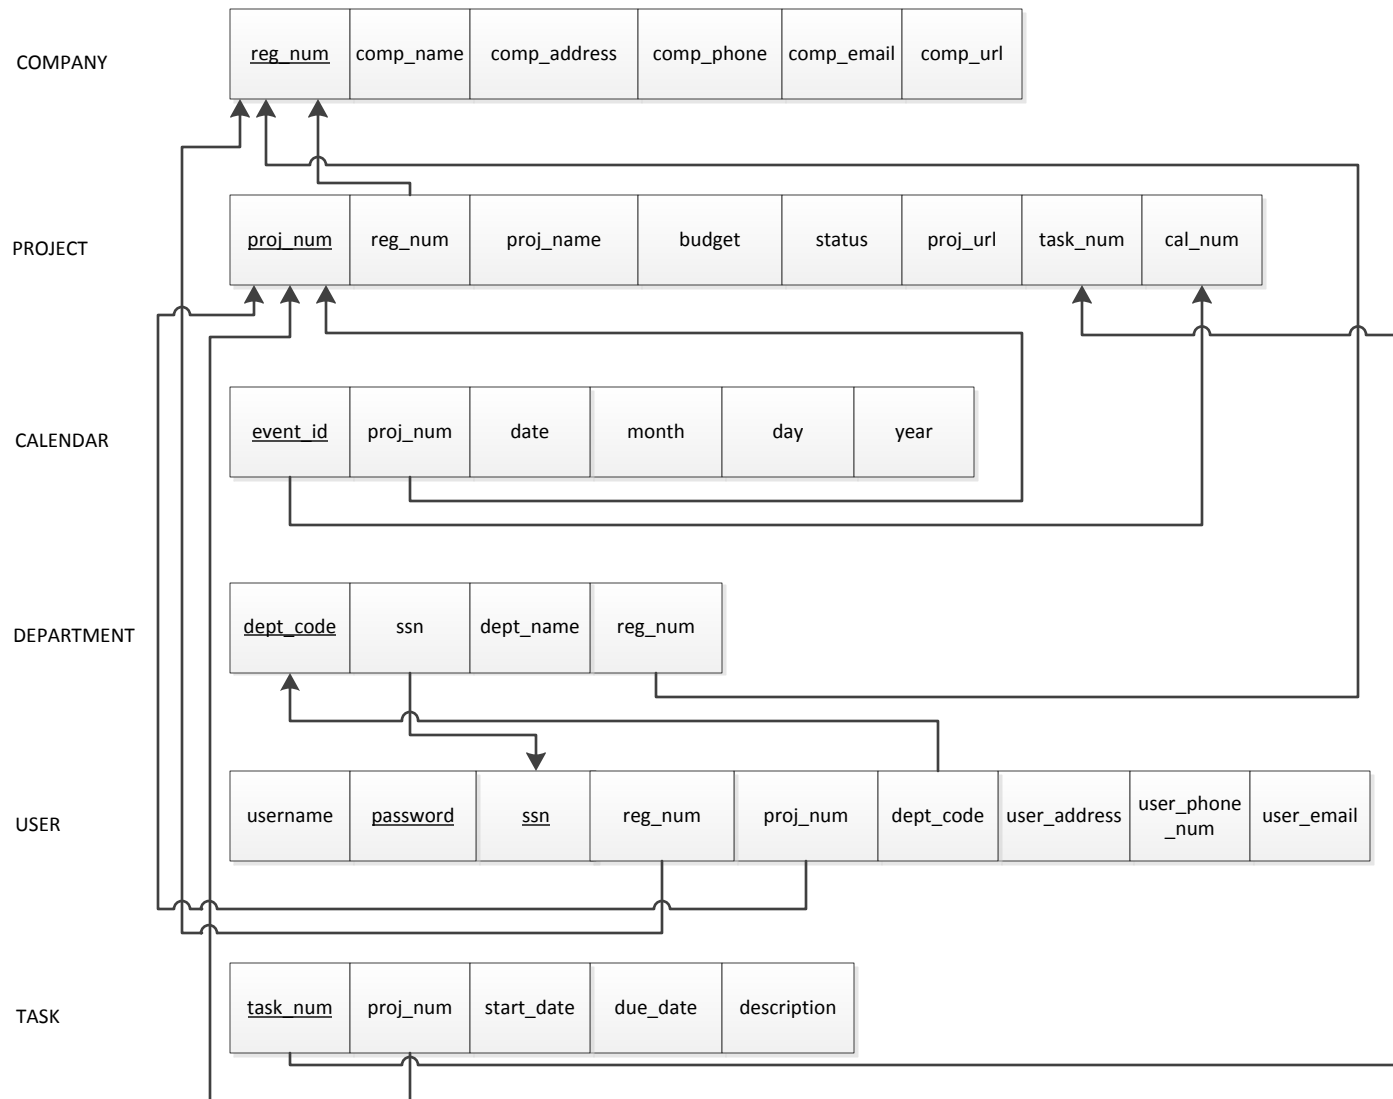 COMPANY
reg_num comp_name comp_address comp_phone comp_email comp_url
PROJECT
proj_num reg_num proj_name budget status proj_url task_num cal_num
CALENDAR
event_id proj_num date month day year
DEPARTMENT
dept_code ssn dept_name reg_num
USER
username password ssn reg_num proj_num dept_code user_address user_phone
_num user_email
TASK
task_num proj_num start_date due_date description